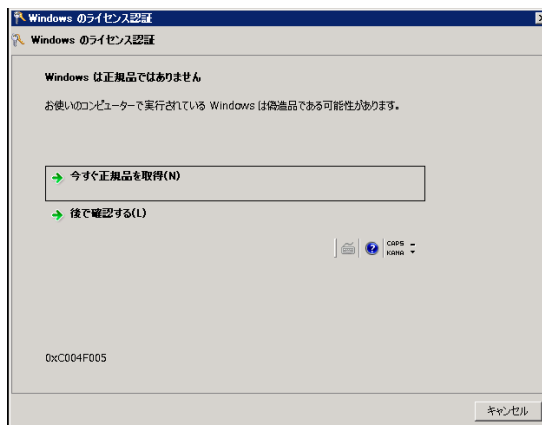 Windows のライセンス認証
Windows のライセンス認証
Windows は正規品ではありません
お使いのコンピューターで実行されている Windows は偽造品である可能性があります。
今すぐ正規品を取得(N)
後で確認する(L)
CAPS
KANA
0xC004F005
キャンセル